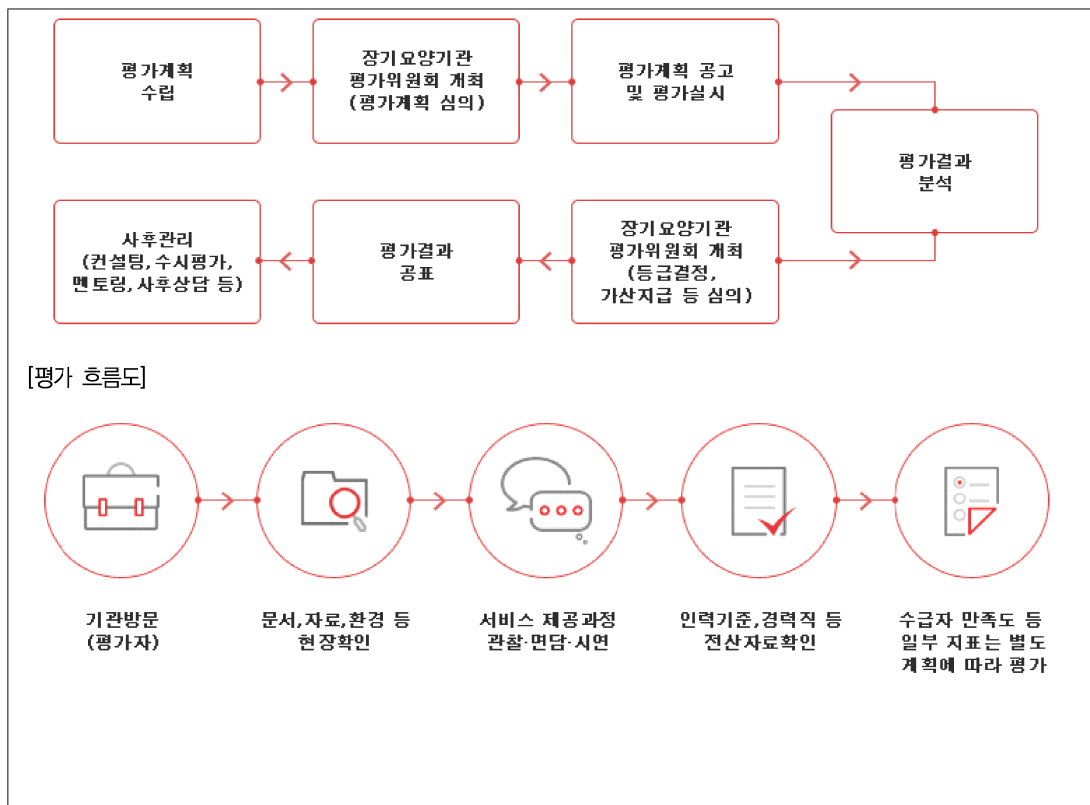 평가계획
수립
장기요양기관
평가위원회 개최
(평가계획 심의)
평가계획 공고
및 평가실시
평가결과
분석
장기요양기관
평가위원회 개최
(등급결정,
가산지급 등 심의)
평가결과
공표
사후관리
(컨설팅,수시평가,
멘토링,사후상담 등)
[평가 흐름도]
기관방문
(평가자)
문서,자료,환경 등
현장확인
서비스 제공과정
관찰·면담·시연
인력기준,경력직 등
전산자료확인
수급자 만족도 등
일부 지표는 별도
계획에 따라 평가